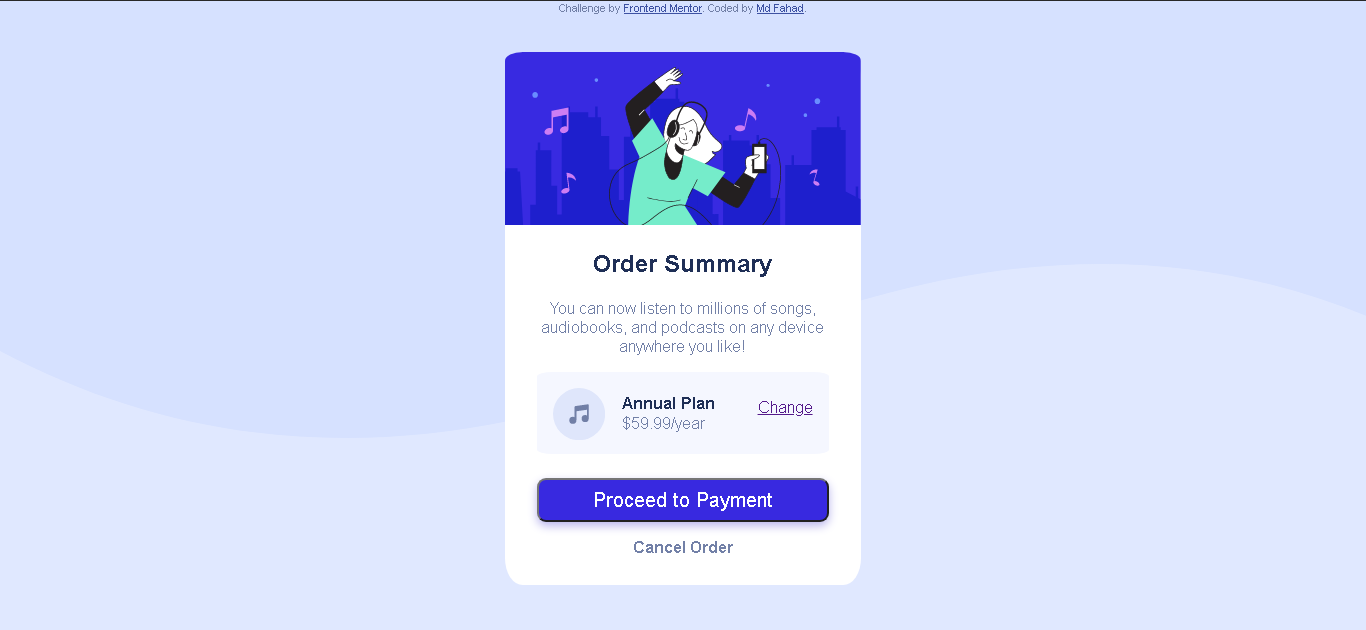 Challenge by Frontend Mentor. Coded by Md Fahad.
Order Summary
You can now listen to millions of songs,
audiobooks, and podcasts on any device
anywhere you like!
Annual Plan
$59.99/year
Change
Proceed to Payment
Cancel Order